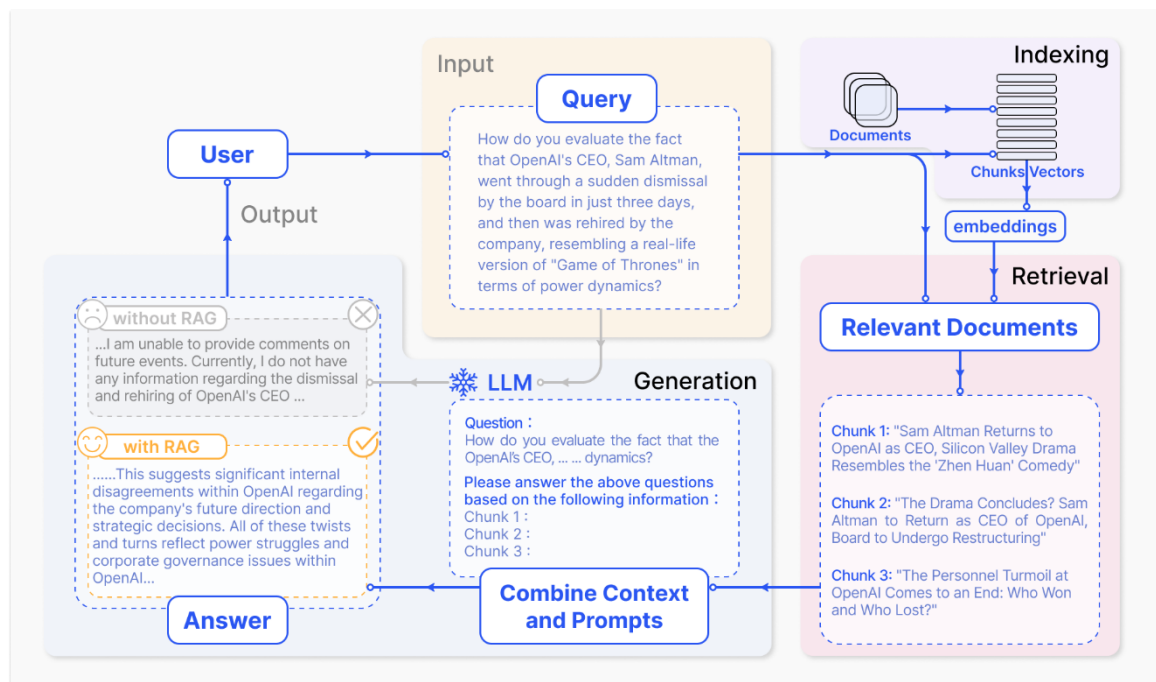 Input
Query
How do you evaluate the fact
that OpenAI's CEO, Sam Altman,
went through a sudden dismissal
by the board in just three days,
and then was rehired by the
company, resembling a real-life
version of "Game of Thrones" in
terms of power dynamics?
Indexing
Documents
Chunks Vectors
embeddings
User
Output
Retrieval
Relevant Documents
Chunk 1: "Sam Altman Returns to
OpenAI as CEO, Silicon Valley Drama
Resembles the 'Zhen Huan' Comedy"
Chunk 2: "The Drama Concludes? Sam
Altman to Return as CEO of OpenAI,
Board to Undergo Restructuring"
Chunk 3: "The Personnel Turmoil at
OpenAI Comes to an End: Who Won
and Who Lost?"
Generation
LLM
Question :
How do you evaluate the fact that the
OpenAI's CEO, ... ... dynamics?
Please answer the above questions
based on the following information :
Chunk 1 :
Chunk 2 :
Chunk 3 :
Combine Context
and Prompts
without RAG
...I am unable to provide comments on
future events. Currently, I do not have
any information regarding the dismissal
and rehiring of OpenAI's CEO ...
with RAG
......This suggests significant internal
disagreements within OpenAI regarding
the company's future direction and
strategic decisions. All of these twists
and turns reflect power struggles and
corporate governance issues within
OpenAI...
Answer